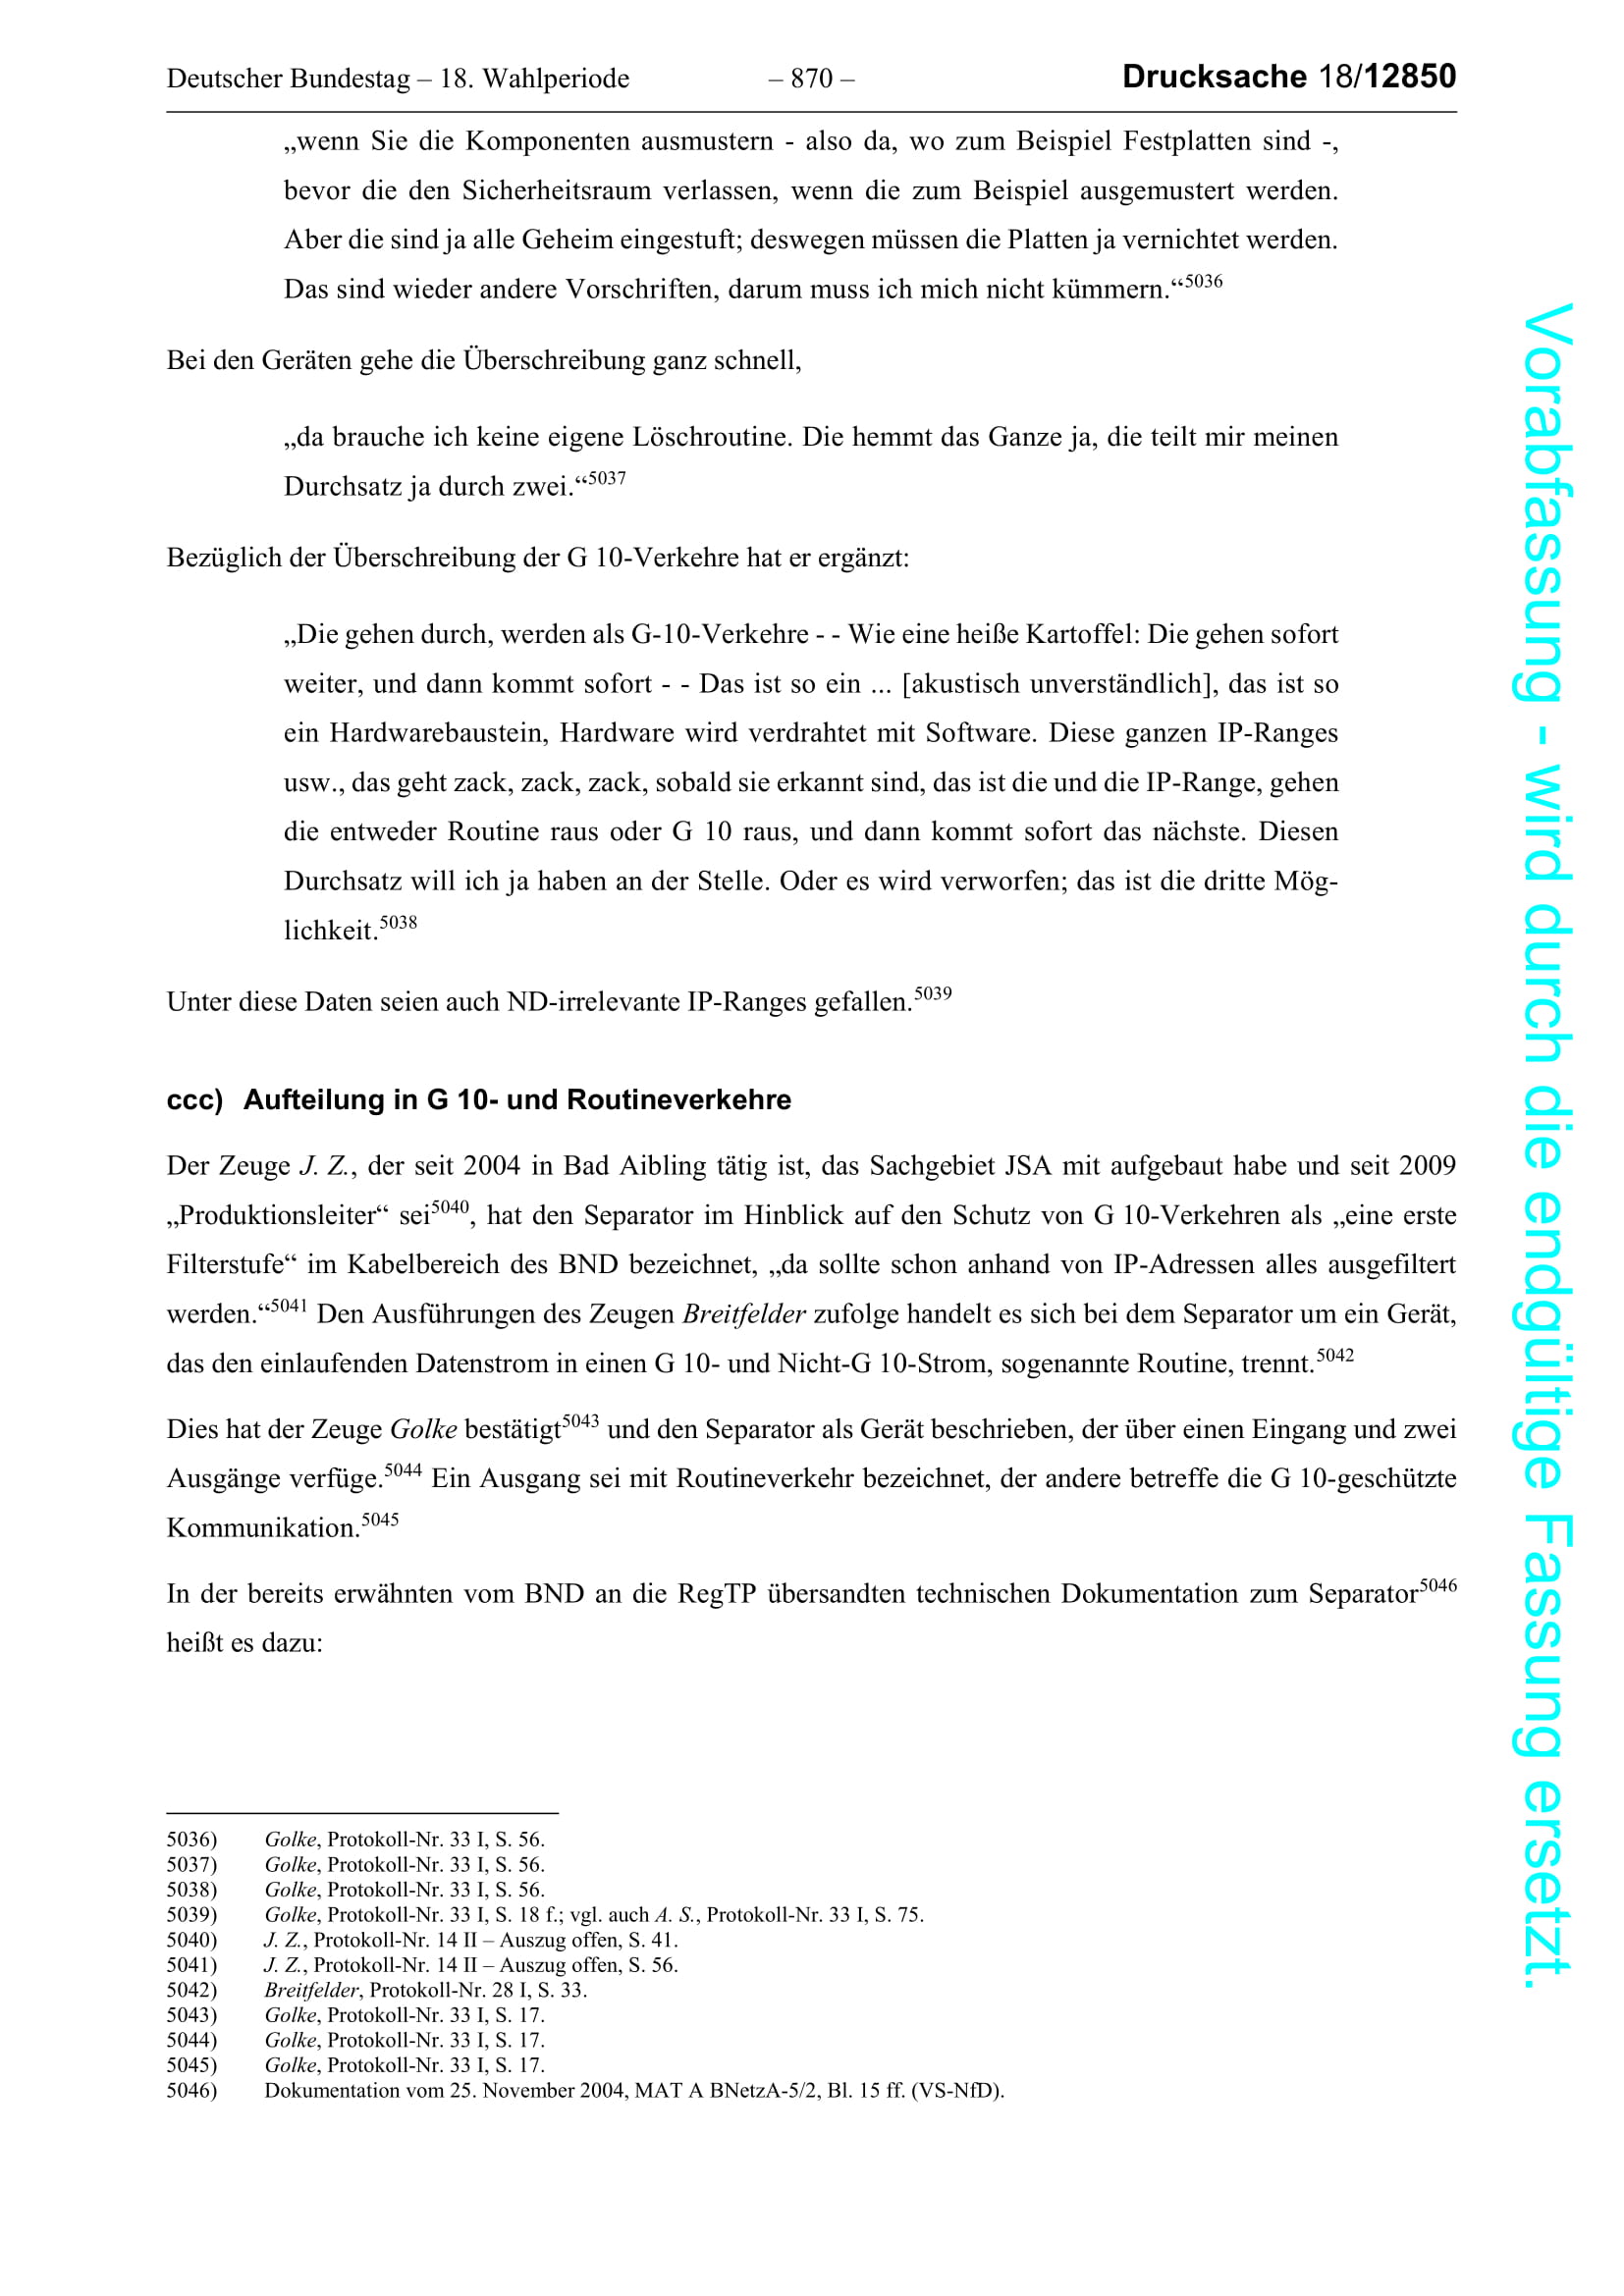 Deutscher Bundestag – 18. Wahlperiode – 870 – Drucksache 18/12850
„wenn Sie die Komponenten ausmustern - also da, wo zum Beispiel Festplatten sind -,
bevor die den Sicherheitsraum verlassen, wenn die zum Beispiel ausgemustert werden.
Aber die sind ja alle Geheim eingestuft; deswegen müssen die Platten ja vernichtet werden.
Das sind wieder andere Vorschriften, darum muss ich mich nicht kümmern.“5036
Bei den Geräten gehe die Überschreibung ganz schnell,
„da brauche ich keine eigene Löschroutine. Die hemmt das Ganze ja, die teilt mir meinen
Durchsatz ja durch zwei.“5037
Bezüglich der Überschreibung der G 10-Verkehre hat er ergänzt:
„Die gehen durch, werden als G-10-Verkehre - - Wie eine heiße Kartoffel: Die gehen sofort
weiter, und dann kommt sofort - - Das ist so ein ... [akustisch unverständlich], das ist so
ein Hardwarebaustein, Hardware wird verdrahtet mit Software. Diese ganzen IP-Ranges
usw., das geht zack, zack, zack, sobald sie erkannt sind, das ist die und die IP-Range, gehen
die entweder Routine raus oder G 10 raus, und dann kommt sofort das nächste. Diesen
Durchsatz will ich ja haben an der Stelle. Oder es wird verworfen; das ist die dritte Mög-
lichkeit.5038
Unter diese Daten seien auch ND-irrelevante IP-Ranges gefallen.5039
ccc) Aufteilung in G 10- und Routineverkehre
Der Zeuge J. Z., der seit 2004 in Bad Aibling tätig ist, das Sachgebiet JSA mit aufgebaut habe und seit 2009
„Produktionsleiter“ sei5040, hat den Separator im Hinblick auf den Schutz von G 10-Verkehren als „eine erste
Filterstufe“ im Kabelbereich des BND bezeichnet, „da sollte schon anhand von IP-Adressen alles ausgefiltert
werden.“5041 Den Ausführungen des Zeugen Breitfelder zufolge handelt es sich bei dem Separator um ein Gerät,
das den einlaufenden Datenstrom in einen G 10- und Nicht-G 10-Strom, sogenannte Routine, trennt.5042
Dies hat der Zeuge Golke bestätigt5043 und den Separator als Gerät beschrieben, der über einen Eingang und zwei
Ausgänge verfüge.5044 Ein Ausgang sei mit Routineverkehr bezeichnet, der andere betreffe die G 10-geschützte
Kommunikation.5045
In der bereits erwähnten vom BND an die RegTP übersandten technischen Dokumentation zum Separator5046
heißt es dazu:
5036) Golke, Protokoll-Nr. 33 I, S. 56.
5037) Golke, Protokoll-Nr. 33 I, S. 56.
5038) Golke, Protokoll-Nr. 33 I, S. 56.
5039) Golke, Protokoll-Nr. 33 I, S. 18 f.; vgl. auch A. S., Protokoll-Nr. 33 I, S. 75.
5040) J. Z., Protokoll-Nr. 14 II – Auszug offen, S. 41.
5041) J. Z., Protokoll-Nr. 14 II – Auszug offen, S. 56.
5042) Breitfelder, Protokoll-Nr. 28 I, S. 33.
5043) Golke, Protokoll-Nr. 33 I, S. 17.
5044) Golke, Protokoll-Nr. 33 I, S. 17.
5045) Golke, Protokoll-Nr. 33 I, S. 17.
5046) Dokumentation vom 25. November 2004, MAT A BNetzA-5/2, Bl. 15 ff. (VS-NfD).
Vorabfassung - wird durch die endgültige Fassung ersetzt.